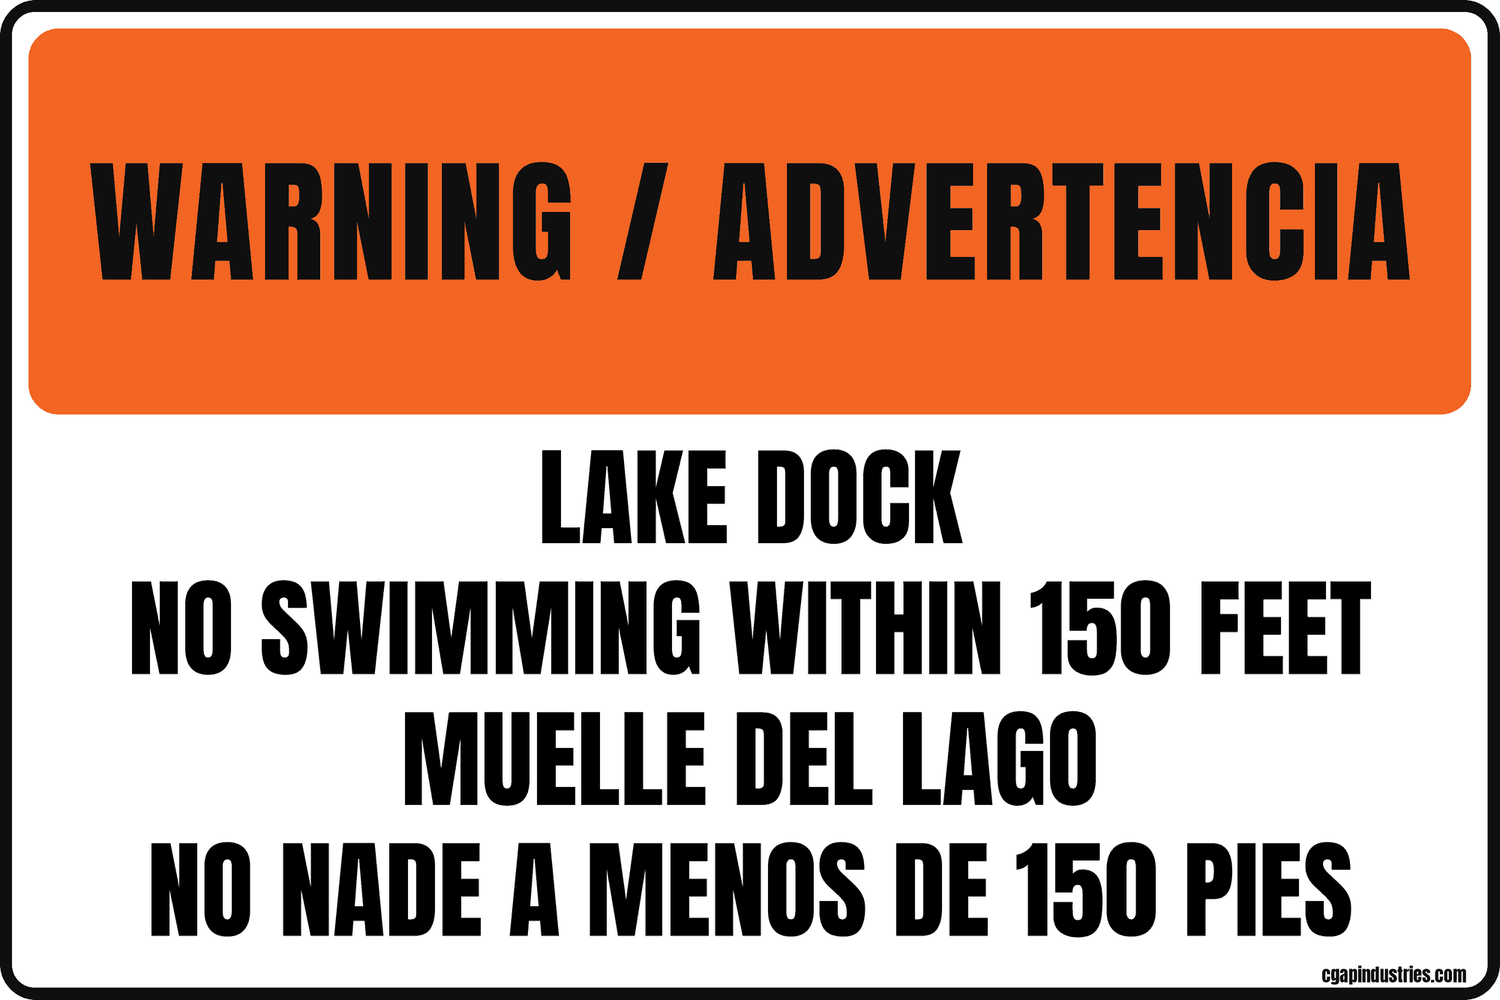 WARNING / ADVERTENCIA
LAKE DOCK
NO SWIMMING WITHIN 150 FEET
MUELLE DEL LAGO
NO NADE A MENOS DE 150 PIES
cgapindustries.com